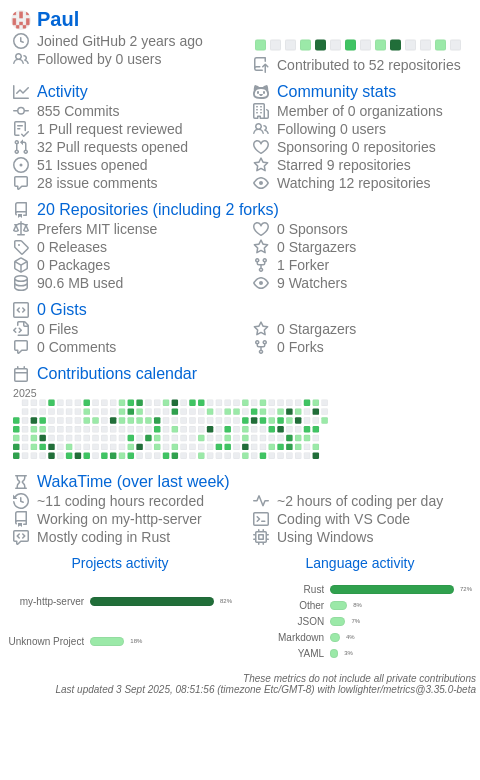 Paul
Joined GitHub 2 years ago
Followed by 0 users
Contributed to 52 repositories
Activity
855 Commits
1 Pull request reviewed
32 Pull requests opened
51 Issues opened
28 issue comments
Community stats
Member of 0 organizations
Following 0 users
Sponsoring 0 repositories
Starred 9 repositories
Watching 12 repositories
20 Repositories (including 2 forks)
Prefers MIT license
0 Releases
0 Packages
90.6 MB used
0 Sponsors
0 Stargazers
1 Forker
9 Watchers
0 Gists
0 Files
0 Comments
0 Stargazers
0 Forks
Contributions calendar
2025
WakaTime (over last week)
~11 coding hours recorded
Working on my-http-server
Mostly coding in Rust
~2 hours of coding per day
Coding with VS Code
Using Windows
Projects activity
my-http-server 82%
Unknown Project 18%
Language activity
Rust 72%
Other 8%
JSON 7%
Markdown 4%
YAML 3%
These metrics do not include all private contributions
Last updated 3 Sept 2025, 08:51:56 (timezone Etc/GMT-8) with lowlighter/metrics@3.35.0-beta